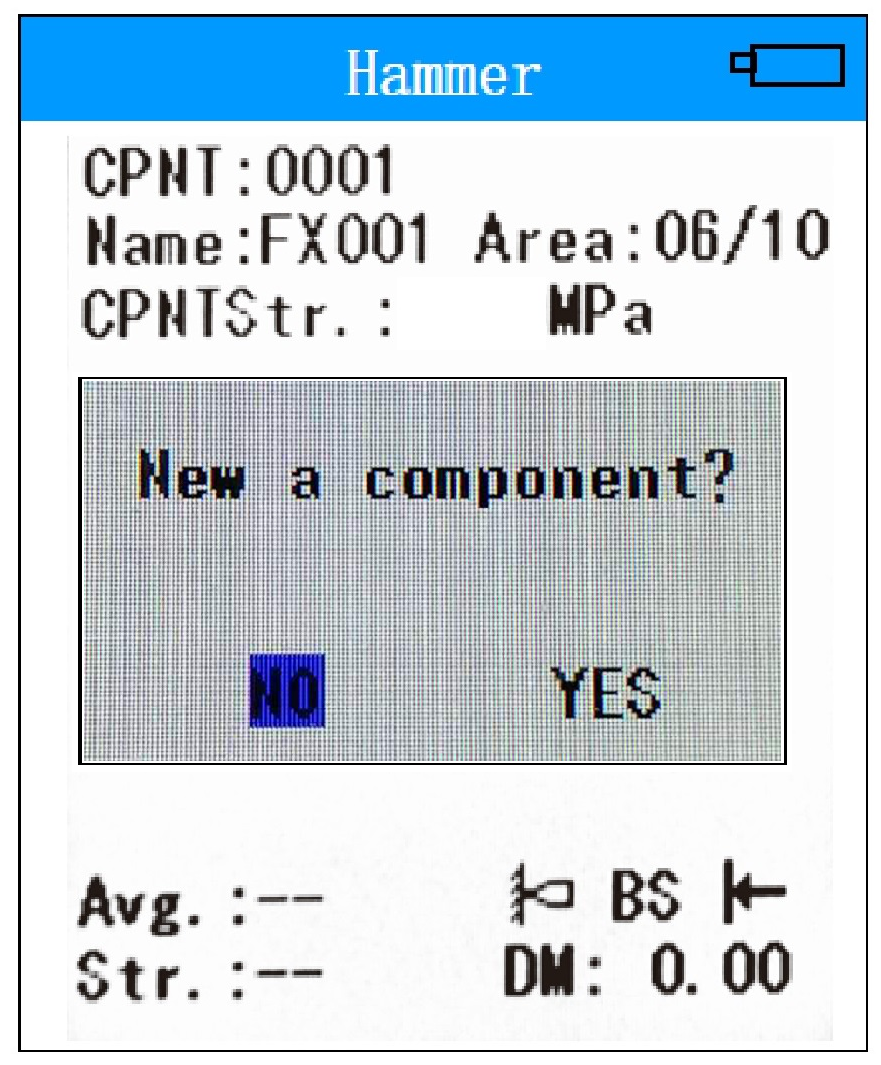 Hammer
CPNT:0001
Name:FX001 Area:06/10
CPNTStr.: MPa
New a component?
NO YES
Avg.:-- BS
Str.:-- DM: 0.00